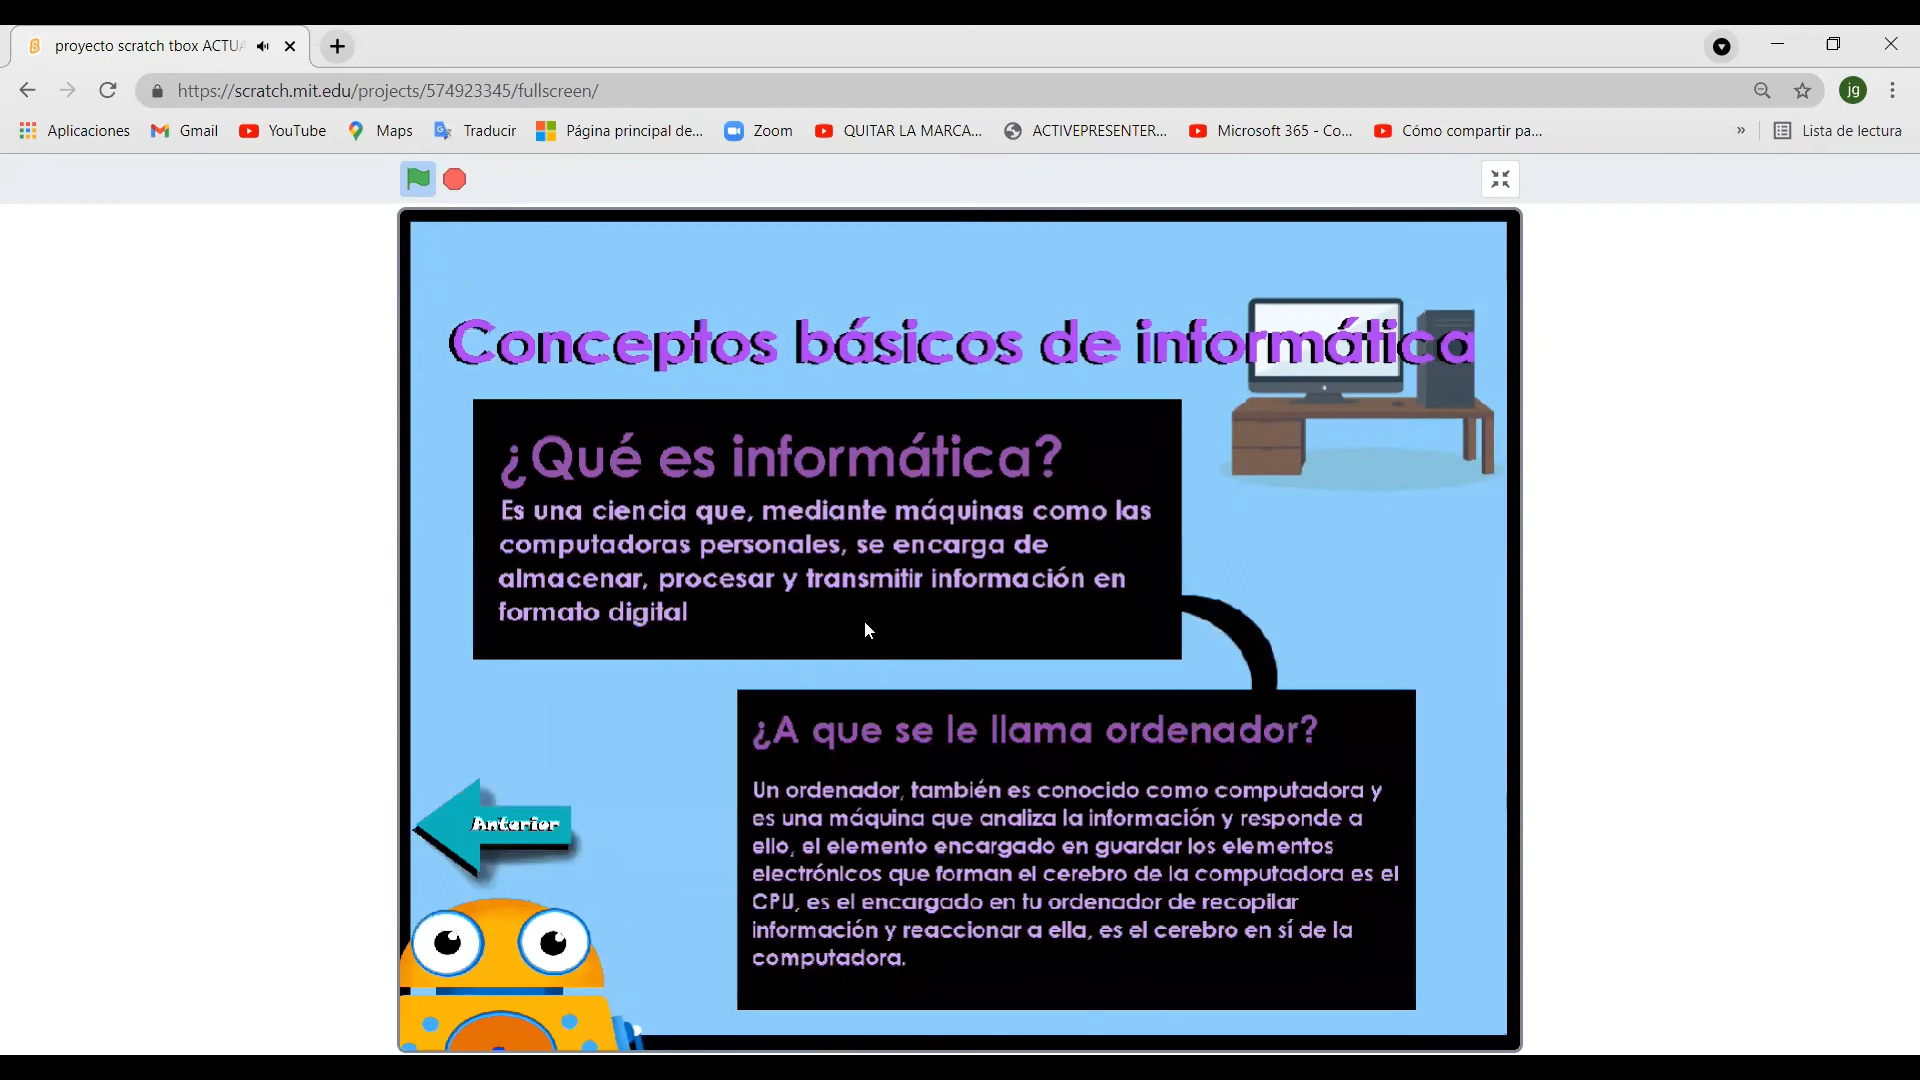 proyecto scratch tbox ACTUA
https://scratch.mit.edu/projects/574923345/fullscreen/
jg
Aplicaciones
Gmail
YouTube
Maps
Traducir
Página principal de...
Zoom
QUITAR LA MARCA...
ACTIVEPRESENTER...
Microsoft 365 - Co...
Cómo compartir pa...
»
Lista de lectura
Conceptos básicos de informática
¿Qué es informática?
Es una ciencia que, mediante máquinas como las
computadoras personales, se encarga de
almacenar, procesar y transmitir información en
formato digital
¿A que se le llama ordenador?
Un ordenador, también es conocido como computadora y
es una máquina que analiza la información y responde a
ello, el elemento encargado en guardar los elementos
electrónicos que forman el cerebro de la computadora es el
CPU, es el encargado en tu ordenador de recopilar
información y reaccionar a ella, es el cerebro en sí de la
computadora.
Anterior